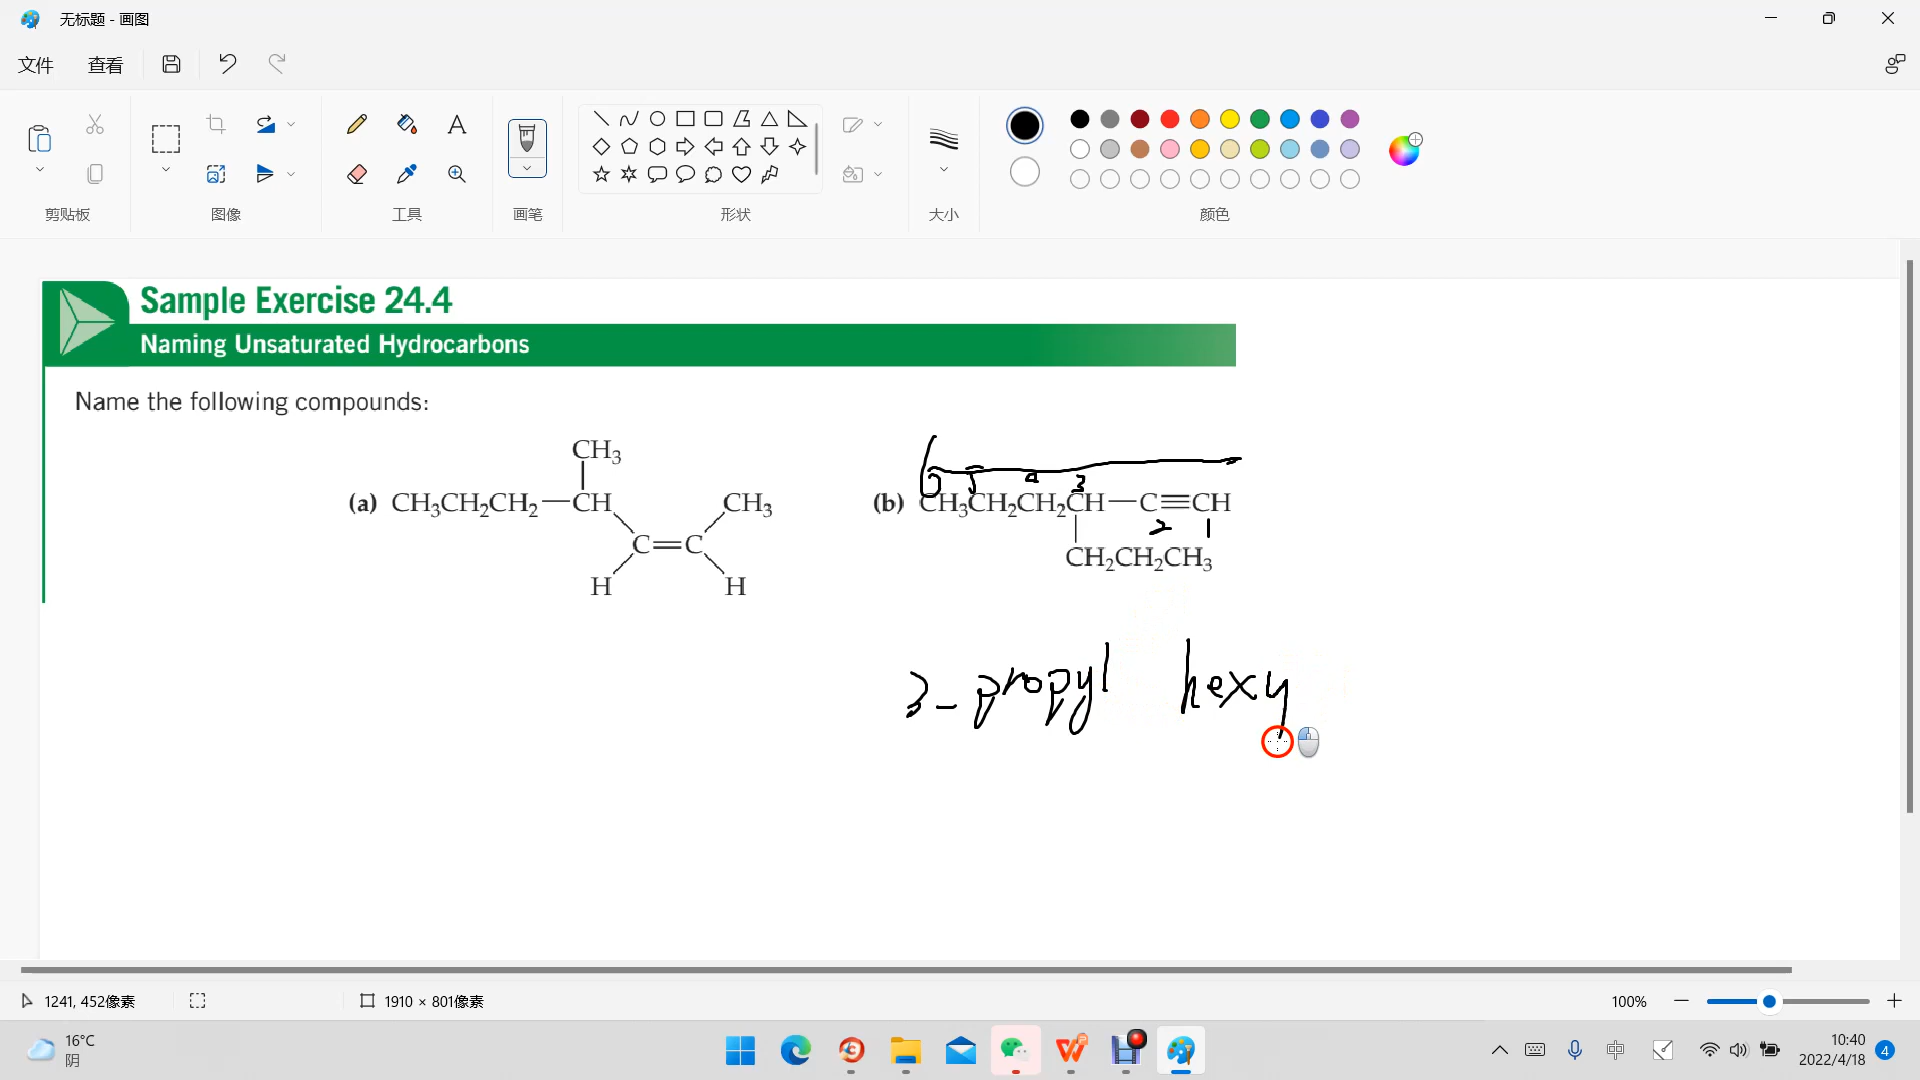 无标题 - 画图
文件 查看
剪贴板 图像 工具 画笔 形状 大小 颜色
Sample Exercise 24.4
Naming Unsaturated Hydrocarbons
Name the following compounds:
CH₃
(a) CH₃CH₂CH₂—CH CH₃
C=C
H H
6 5 4 3
(b) CH₃CH₂CH₂CH—C≡CH
2 1
CH₂CH₂CH₃
3-propyl hexy
1241, 452像素 1910 × 801像素 100%
16°C
阴
中
10:40
2022/4/18 4